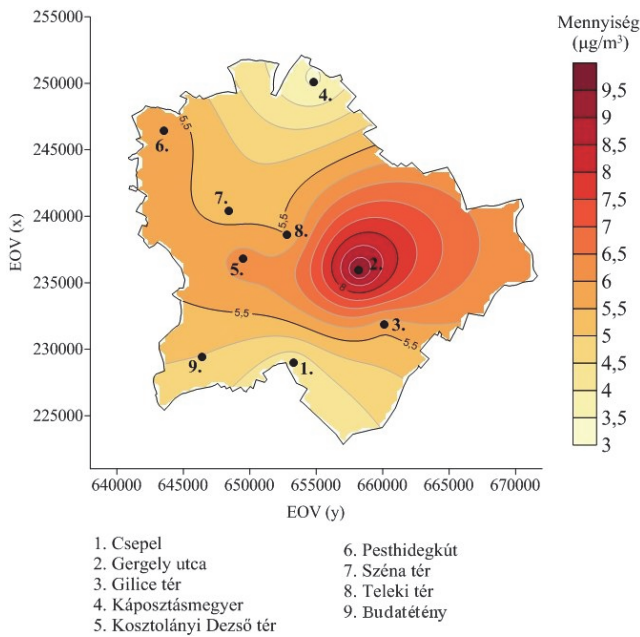 255000
250000
245000
240000
235000
230000
225000
EOV (x)
640000 645000 650000 655000 660000 665000 670000
EOV (y)
4.
6.
5,5
7.
5,5
8.
5.
2.
8
5,5
3.
5,5
9.
1.
Mennyiség
(µg/m³)
9,5
9
8,5
8
7,5
7
6,5
6
5,5
5
4,5
4
3,5
3
1. Csepel
2. Gergely utca
3. Gilice tér
4. Káposztásmegyer
5. Kosztolányi Dezső tér
6. Pesthidegkút
7. Széna tér
8. Teleki tér
9. Budatétény